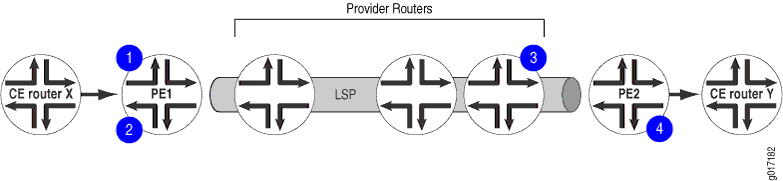 Provider Routers
1
3
CE router X
PE1
LSP
PE2
CE router Y
2
4
g017182